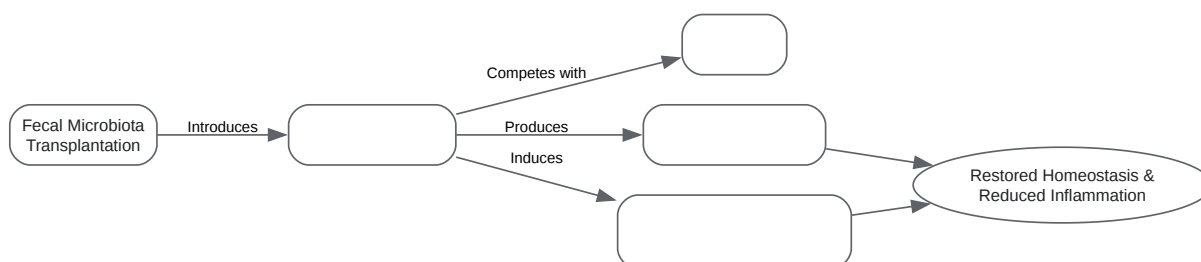 Fecal Microbiota
Transplantation
Introduces
Competes with
Produces
Induces
Restored Homeostasis &
Reduced Inflammation